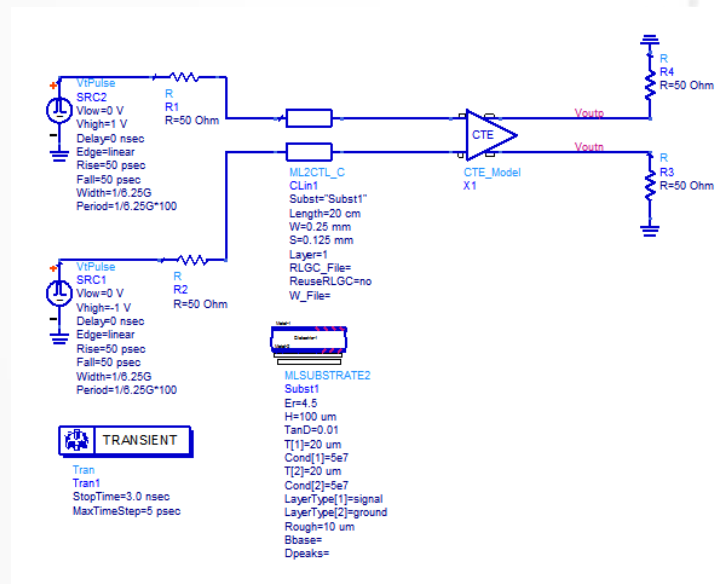 VtPulse
SRC2
Vlow=0 V
Vhigh=1 V
Delay=0 nsec
Edge=linear
Rise=50 psec
Fall=50 psec
Width=1/6.25G
Period=1/6.25G*100
R
R1
R=50 Ohm
ML2CTL_C
CLin1
Subst="Subst1"
Length=20 cm
W=0.25 mm
S=0.125 mm
Layer=1
RLGC_File=
ReuseRLGC=no
W_File=
CTE
CTE_Model
X1
Voutp
Voutn
R
R4
R=50 Ohm
R
R3
R=50 Ohm
VtPulse
SRC1
Vlow=0 V
Vhigh=-1 V
Delay=0 nsec
Edge=linear
Rise=50 psec
Fall=50 psec
Width=1/6.25G
Period=1/6.25G*100
R
R2
R=50 Ohm
MLSUBSTRATE2
Subst1
Er=4.5
H=100 um
TanD=0.01
T[1]=20 um
Cond[1]=5e7
T[2]=20 um
Cond[2]=5e7
LayerType[1]=signal
LayerType[2]=ground
Rough=10 um
Bbase=
Dpeaks=
TRANSIENT
Tran
Tran1
StopTime=3.0 nsec
MaxTimeStep=5 psec